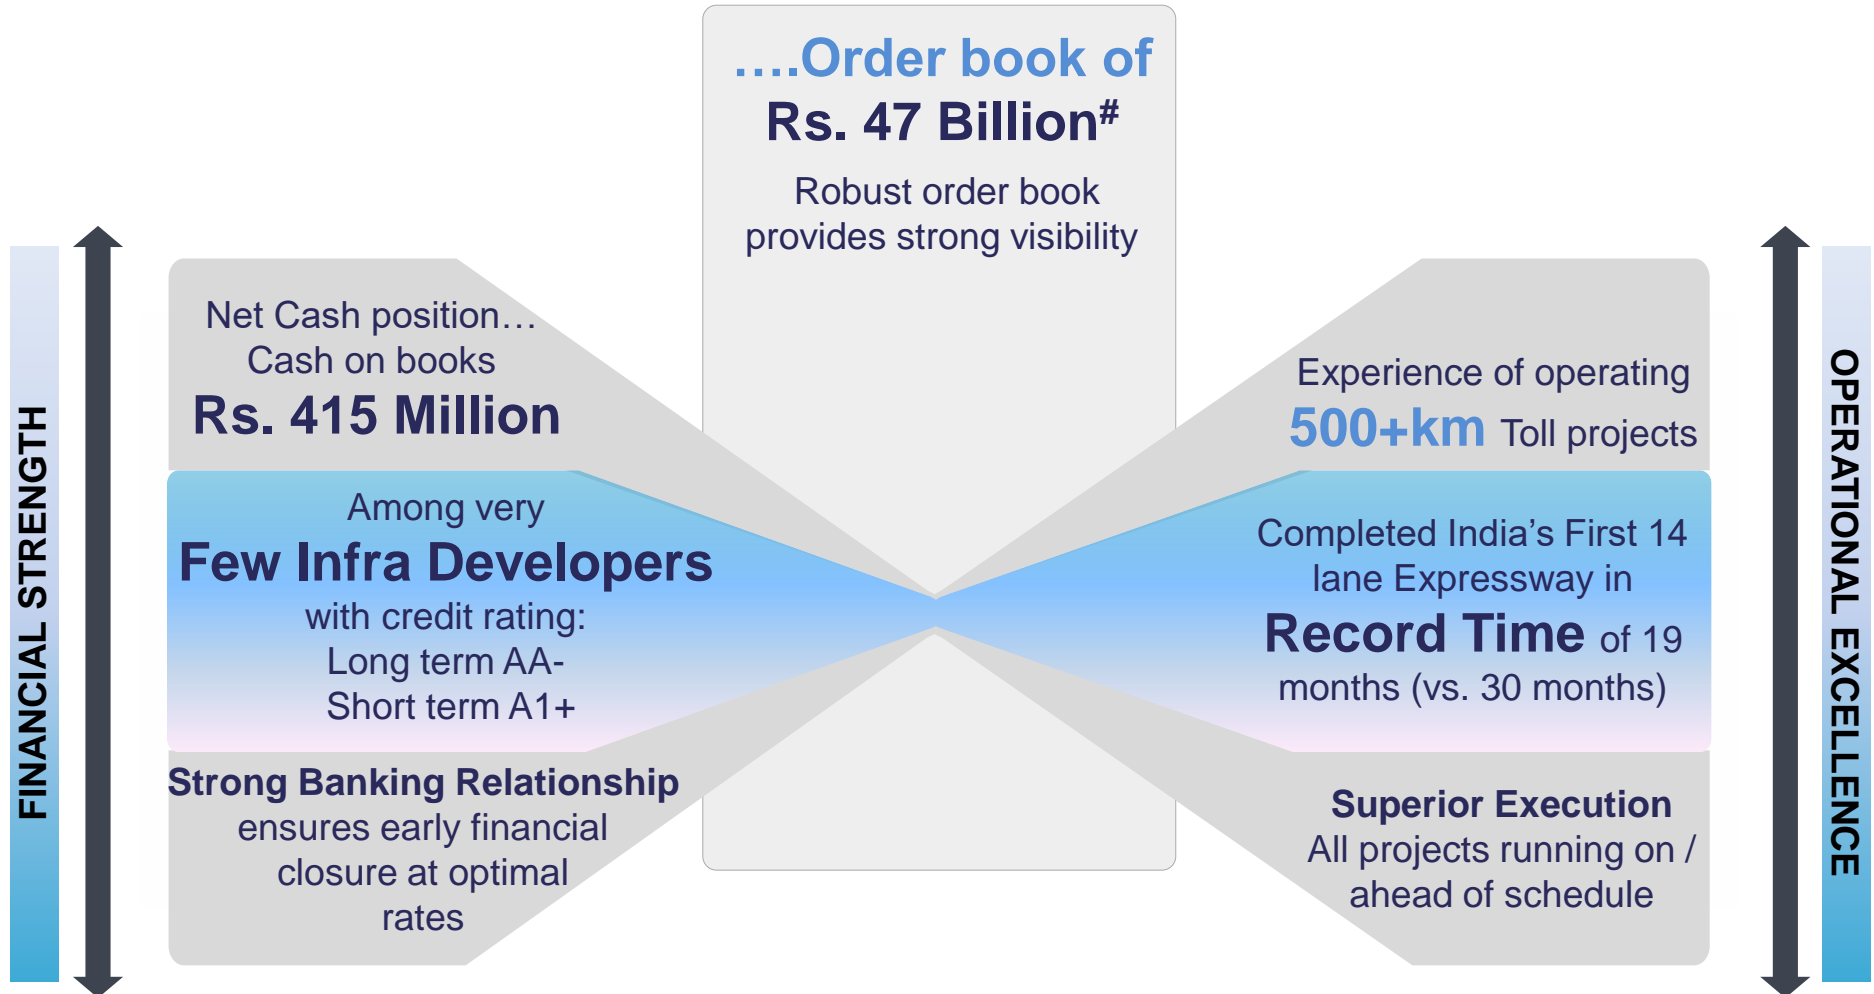 ….Order book of
Rs. 47 Billion#
Robust order book
provides strong visibility
FINANCIAL STRENGTH
Net Cash position…
Cash on books
Rs. 415 Million
Among very
Few Infra Developers
with credit rating:
Long term AA-
Short term A1+
Strong Banking Relationship
ensures early financial
closure at optimal
rates
Experience of operating
500+km Toll projects
Completed India’s First 14
lane Expressway in
Record Time of 19
months (vs. 30 months)
Superior Execution
All projects running on /
ahead of schedule
OPERATIONAL EXCELLENCE